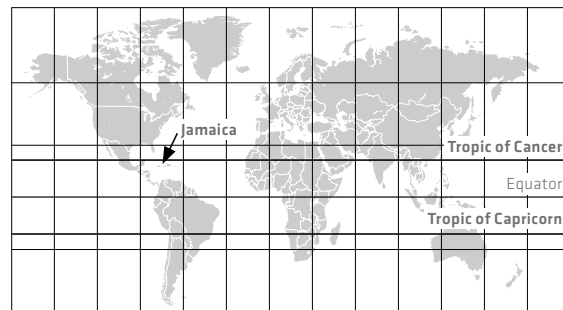 Jamaica
Tropic of Cancer
Equator
Tropic of Capricorn